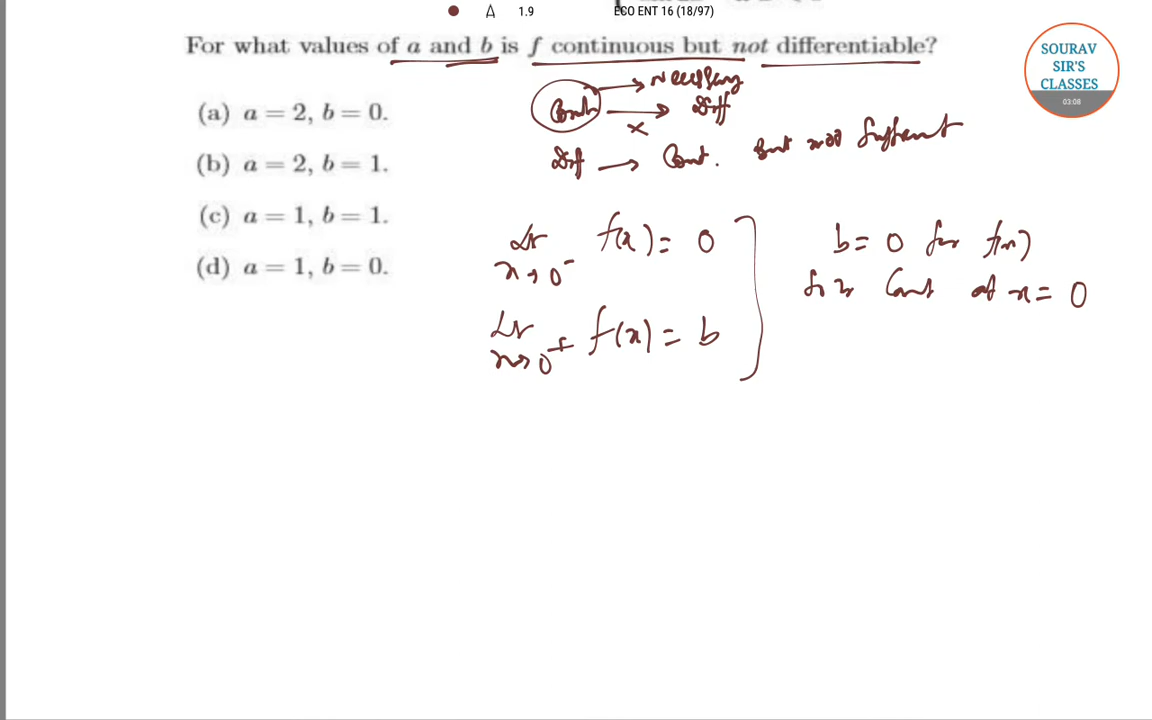 1.9
ECO ENT 16 (18/97)
For what values of a and b is f continuous but not differentiable?
SOURAV
SIR'S
CLASSES
03:08
(a) a = 2, b = 0.
(b) a = 2, b = 1.
(c) a = 1, b = 1.
(d) a = 1, b = 0.
Cont → Necessary
Diff
×
Diff → Cont. But not Sufficient
Lt f(x) = 0
x→0⁻
Lt f(x) = b
x→0⁺
b = 0 for f(x)
Cont at x = 0